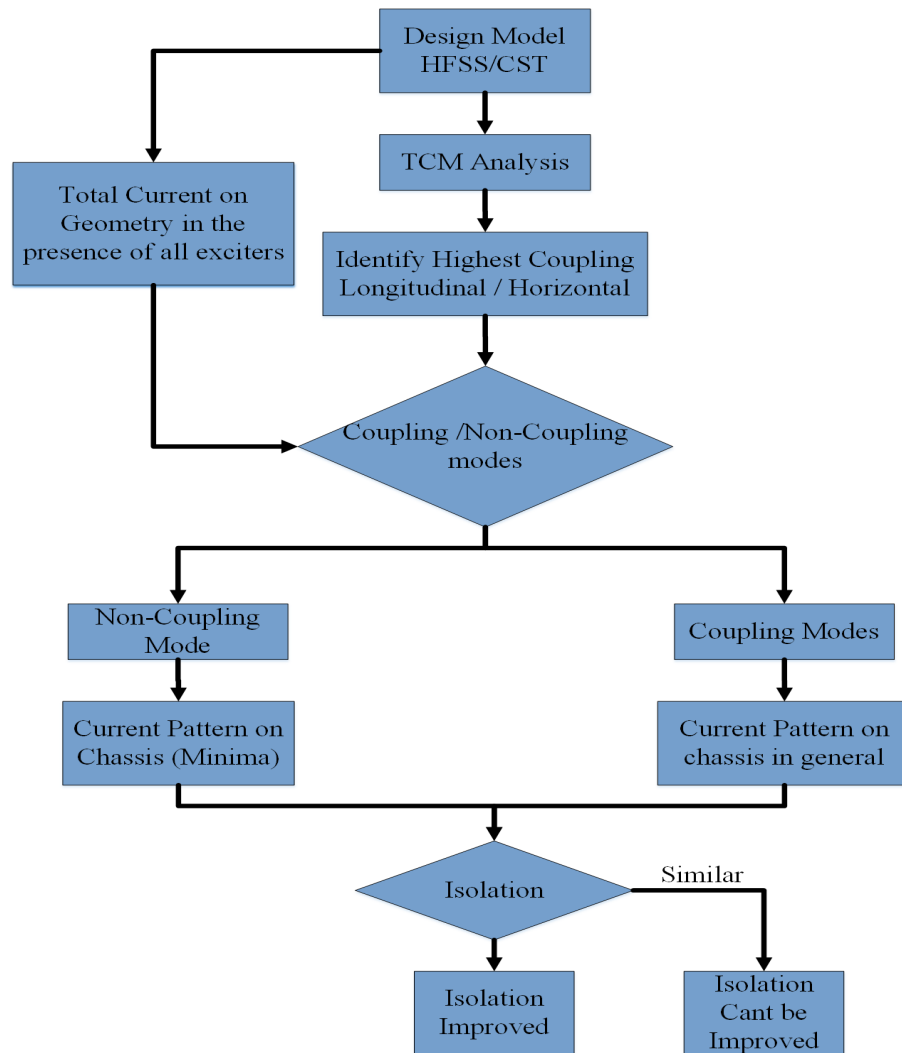 Design Model
HFSS/CST
TCM Analysis
Total Current on
Geometry in the
presence of all exciters
Identify Highest Coupling
Longitudinal / Horizontal
Coupling /Non-Coupling
modes
Non-Coupling
Mode
Coupling Modes
Current Pattern on
Chassis (Minima)
Current Pattern on
chassis in general
Isolation
Similar
Isolation
Improved
Isolation
Cant be
Improved